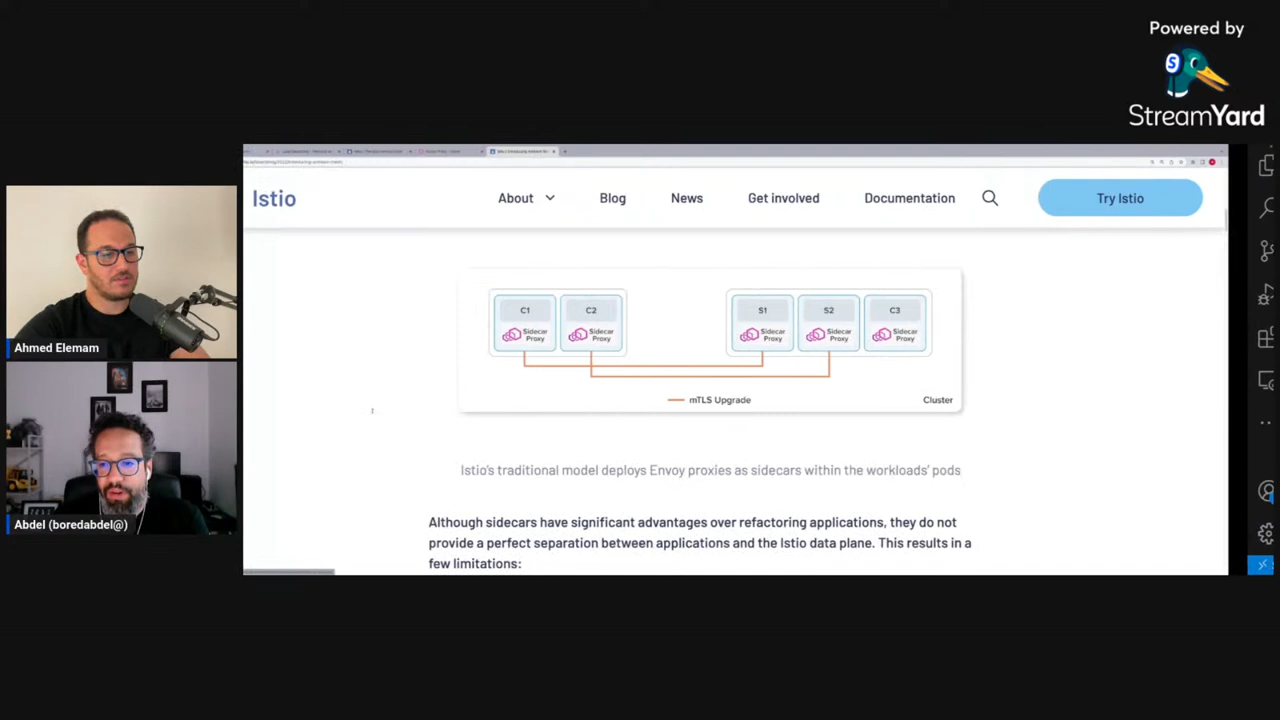 Powered by
S
StreamYard
Istio
About
Blog
News
Get involved
Documentation
Try Istio
C1
C2
S1
S2
C3
Sidecar
Proxy
Sidecar
Proxy
Sidecar
Proxy
Sidecar
Proxy
Sidecar
Proxy
mTLS Upgrade
Cluster
Istio's traditional model deploys Envoy proxies as sidecars within the workloads' pods
Although sidecars have significant advantages over refactoring applications, they do not
provide a perfect separation between applications and the Istio data plane. This results in a
few limitations:
Ahmed Elemam
Abdel (boredabdel@)